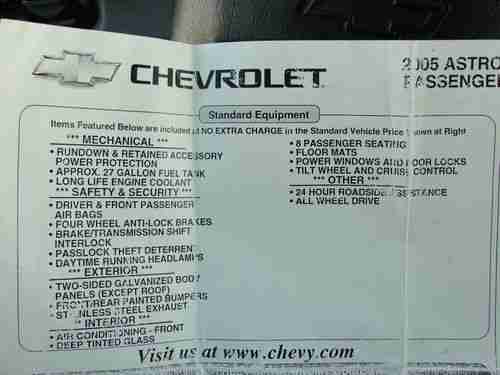 CHEVROLET
2005 ASTRO
PASSENGER
Standard Equipment
Items Featured Below are included at NO EXTRA CHARGE in the Standard Vehicle Price Shown at Right
*** MECHANICAL ***
• RUNDOWN & RETAINED ACCESSORY
POWER PROTECTION
• APPROX. 27 GALLON FUEL TANK
• LONG LIFE ENGINE COOLANT
*** SAFETY & SECURITY ***
• DRIVER & FRONT PASSENGER
AIR BAGS
• FOUR WHEEL ANTI-LOCK BRAKES
• BRAKE/TRANSMISSION SHIFT
INTERLOCK
• PASSLOCK THEFT DETERRENT
• DAYTIME RUNNING HEADLAMPS
*** EXTERIOR ***
• TWO-SIDED GALVANIZED BODY
PANELS (EXCEPT ROOF)
• FRONT/REAR PAINTED BUMPERS
• STAINLESS STEEL EXHAUST
** INTERIOR ***
• AIR CONDITIONING - FRONT
• DEEP TINTED GLASS
• 8 PASSENGER SEATING
• FLOOR MATS
• POWER WINDOWS AND DOOR LOCKS
• TILT WHEEL AND CRUISE CONTROL
*** OTHER ***
• 24 HOUR ROADSIDE ASSISTANCE
• ALL WHEEL DRIVE
Visit us at www.chevy.com